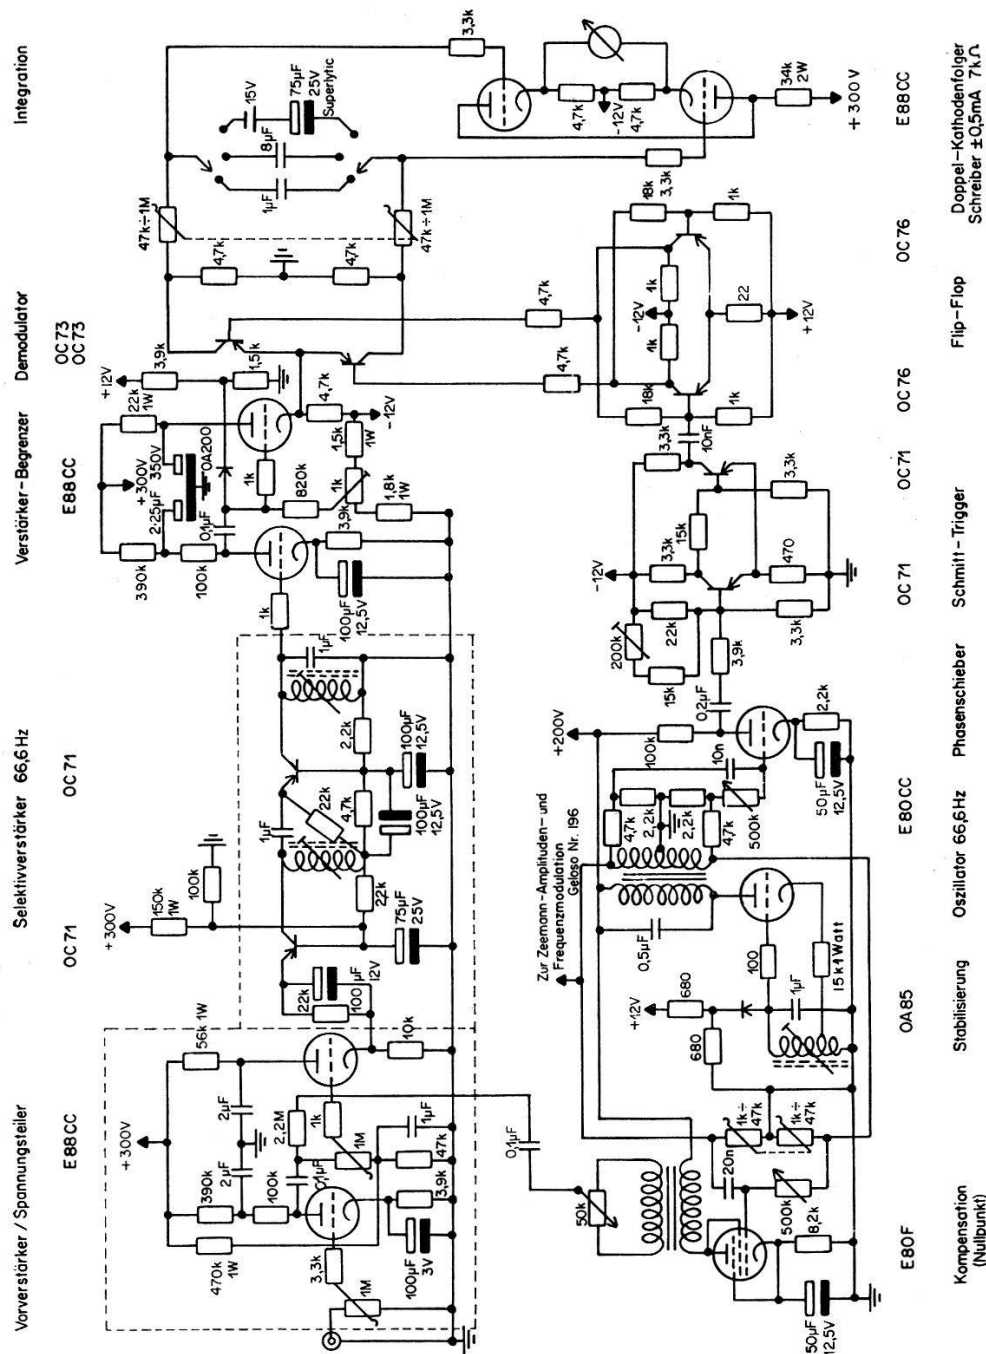 Vorverstärker / Spannungsteiler
Selektivverstärker 66,6 Hz
Verstärker-Begrenzer
Demodulator
Integration
E88CC
OC71
OC71
E88CC
OC73
OC73
+300V
470k
1W
390k
2µF
2µF
56k 1W
100k
0,1µF
2,2M
1k
1M
3,3k
1M
100µF
3V
3,9k
47k
1µF
10k
22k
100 µF
12V
+300V
150k
1W
100k
75µF
25V
22k
1µF
22k
4,7k
100µF
12,5V
2,2k
100µF
12,5V
1µF
1k
390k
100k
+300V
2·25µF
350V
0,1µF
OA200
22k
1W
+12V
3,9k
1,5k
1k
820k
4,7k
-12V
1,5k
1W
1k
1,8k
1W
3,9k
100µF
12,5V
47k÷1M
47k÷1M
4,7k
4,7k
1µF
8µF
15V
75µF
25V
Superlytic
3,3k
4,7k
-12V
4,7k
34k
2W
+300V
3,3k
4,7k
4,7k
18k
1k
1k
-12V
1k
18k
1k
22
+12V
10nF
3,3k
3,3k
15k
3,3k
-12V
470
200k
22k
15k
3,3k
3,9k
0,2µF
+200V
100k
10n
2,2k
50µF
12,5V
4,7k
2,2k
2,2k
47k
500k
Zur Zeemann-Amplituden- und
Frequenzmodulation
Geloso Nr. 196
0,5µF
100
15k 1Watt
1µF
+12V
680
680
1k÷
47k
1k÷
47k
20n
500k
8,2k
50µF
12,5V
50k
0,1µF
E80F
OA85
E80CC
OC71
OC71
OC76
OC76
E88CC
Kompensation
(Nullpunkt)
Stabilisierung
Oszillator 66,6Hz
Phasenschieber
Schmitt-Trigger
Flip-Flop
Doppel-Kathodenfolger
Schreiber ±0,5mA 7kΩ